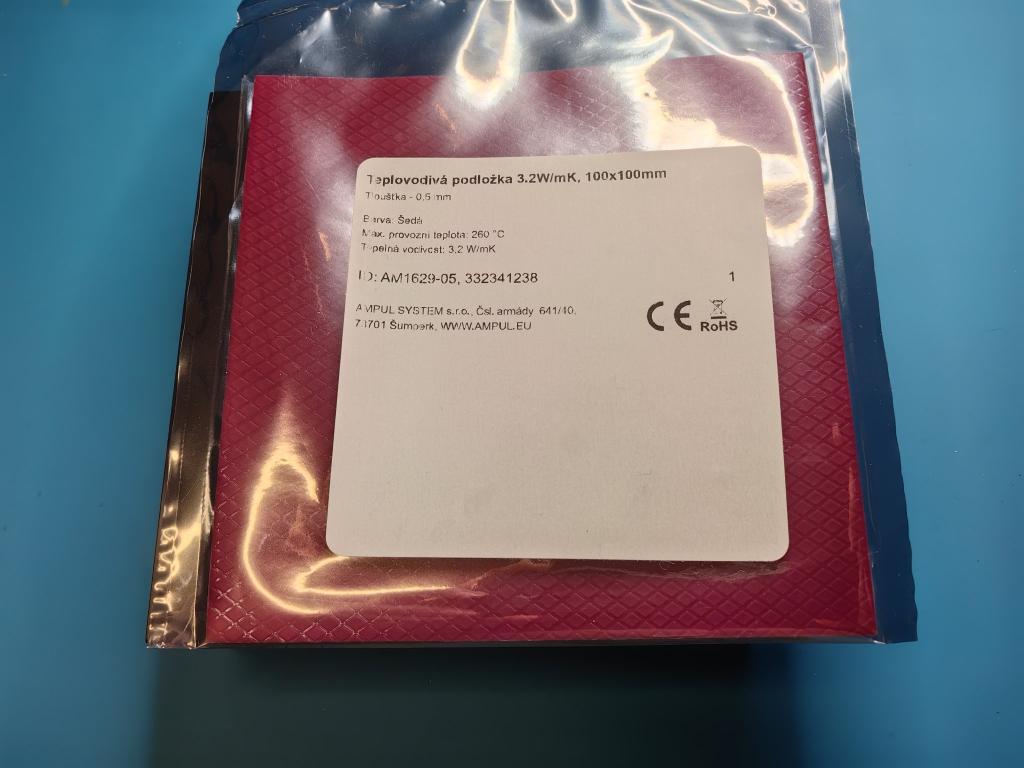 Teplovodivá podložka 3.2W/mK, 100x100mm
Tloušťka - 0,5 mm
Barva: Šedá
Max. provozní teplota: 260 °C
Tepelná vodivost: 3,2 W/mK
ID: AM1629-05, 332341238 1
AMPUL SYSTEM s.r.o., Čsl. armády 641/40,
78701 Šumperk, WWW.AMPUL.EU
CE RoHS